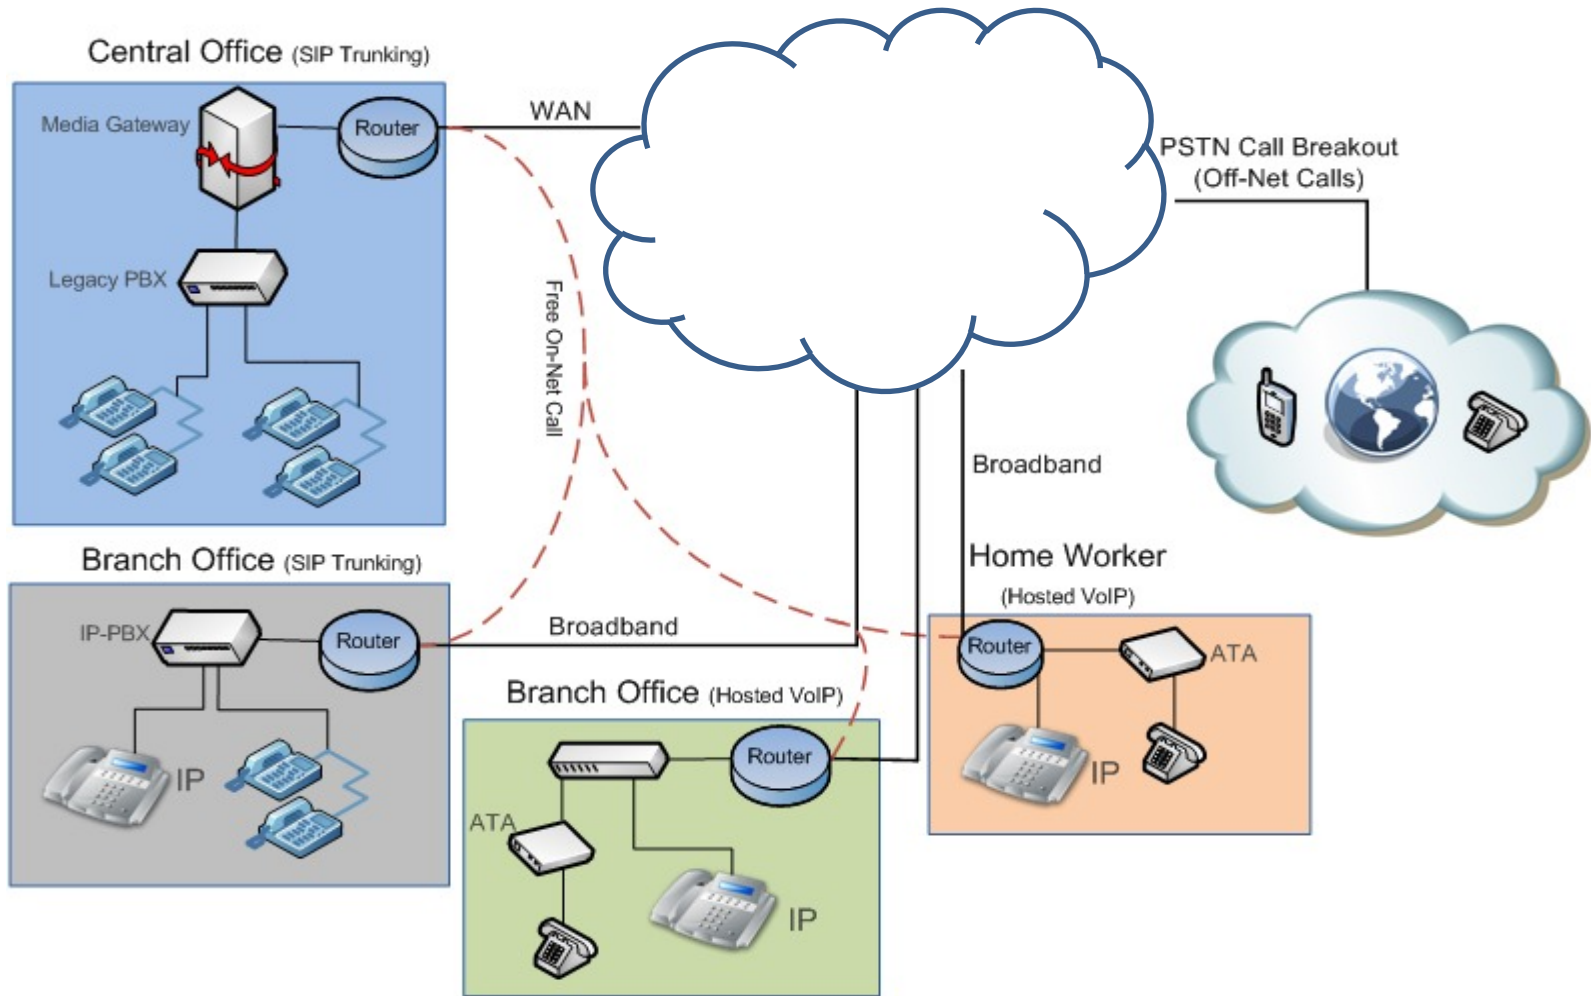 Central Office (SIP Trunking)
Media Gateway
Router
WAN
Legacy PBX
PSTN Call Breakout
(Off-Net Calls)
Free On-Net Call
Broadband
Branch Office (SIP Trunking)
IP-PBX
Router
IP
Broadband
Home Worker
(Hosted VoIP)
Router
ATA
IP
Branch Office (Hosted VoIP)
Router
ATA
IP